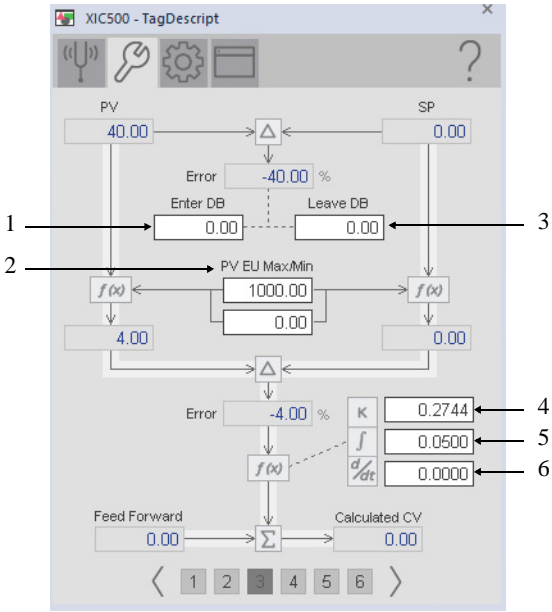 XIC500 - TagDescript ×
?
PV SP
40.00 Δ 0.00
Error -40.00 %
Enter DB Leave DB
1 0.00 0.00 3
2 PV EU Max/Min
f(x) 1000.00 f(x)
0.00
4.00 0.00
Δ
Error -4.00 % K 0.2744 4
∫ 0.0500 5
f(x) d/dt 0.0000 6
Feed Forward Calculated CV
0.00 Σ 0.00
1 2 3 4 5 6